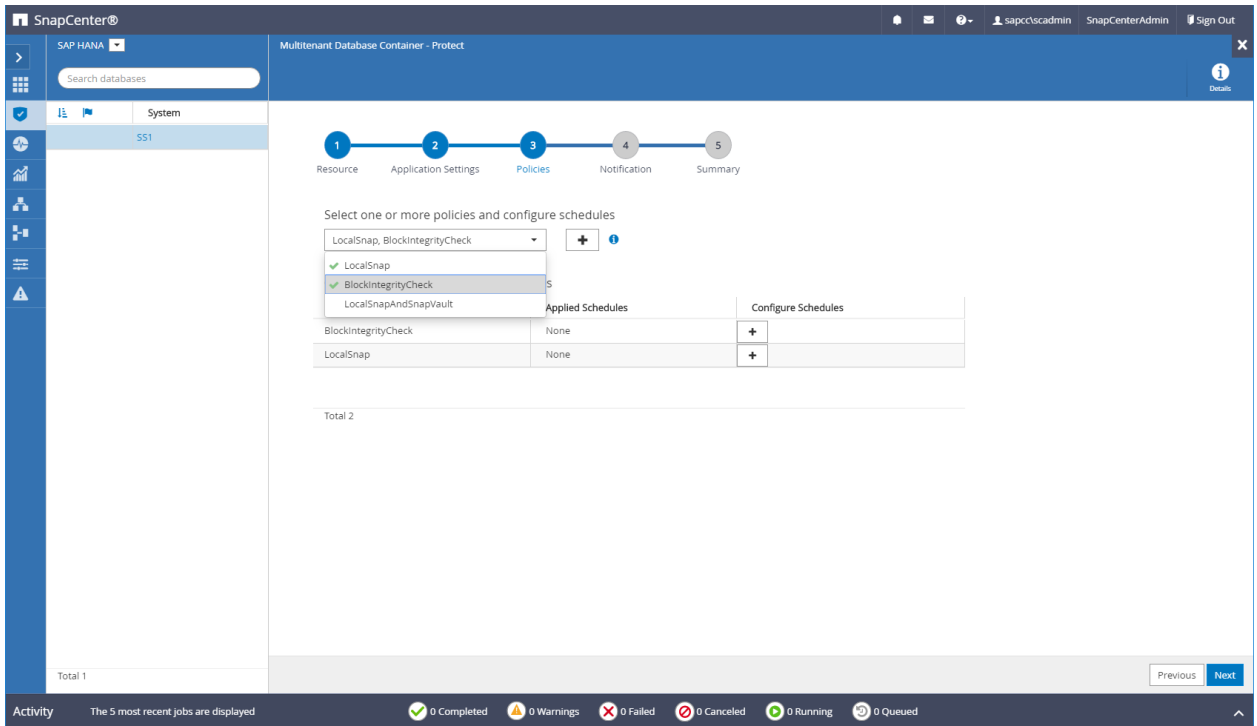 SnapCenter®
sapcc\scadmin SnapCenterAdmin Sign Out
SAP HANA
Multitenant Database Container - Protect
Search databases
Details
System
SS1
1 2 3 4 5
Resource Application Settings Policies Notification Summary
Select one or more policies and configure schedules
LocalSnap, BlockIntegrityCheck
LocalSnap
BlockIntegrityCheck
LocalSnapAndSnapVault
s
Applied Schedules Configure Schedules
BlockIntegrityCheck None
LocalSnap None
Total 2
Total 1
Previous Next
Activity The 5 most recent jobs are displayed 0 Completed 0 Warnings 0 Failed 0 Canceled 0 Running 0 Queued